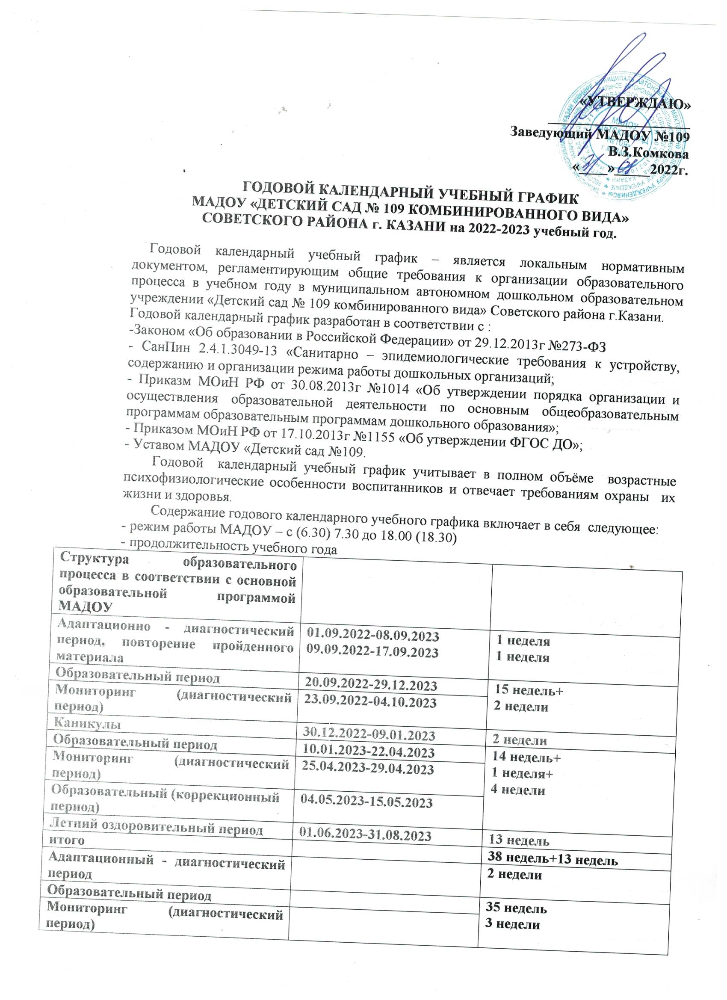 «УТВЕРЖДАЮ»
Заведующий МАДОУ №109
В.З.Комкова
«31» 08 2022г.
МАДОУ
«ДЕТСКИЙ САД
№109»
г.КАЗАНЬ
ГОДОВОЙ КАЛЕНДАРНЫЙ УЧЕБНЫЙ ГРАФИК
МАДОУ «ДЕТСКИЙ САД № 109 КОМБИНИРОВАННОГО ВИДА»
СОВЕТСКОГО РАЙОНА г. КАЗАНИ на 2022-2023 учебный год.
Годовой календарный учебный график – является локальным нормативным
документом, регламентирующим общие требования к организации образовательного
процесса в учебном году в муниципальном автономном дошкольном образовательном
учреждении «Детский сад № 109 комбинированного вида» Советского района г.Казани.
Годовой календарный график разработан в соответствии с :
-Законом «Об образовании в Российской Федерации» от 29.12.2013г №273-ФЗ
- СанПин 2.4.1.3049-13 «Санитарно – эпидемиологические требования к устройству,
содержанию и организации режима работы дошкольных организаций;
- Приказм МОиН РФ от 30.08.2013г №1014 «Об утверждении порядка организации и
осуществления образовательной деятельности по основным общеобразовательным
программам образовательным программам дошкольного образования»;
- Приказом МОиН РФ от 17.10.2013г №1155 «Об утверждении ФГОС ДО»;
- Уставом МАДОУ «Детский сад №109.
Годовой календарный учебный график учитывает в полном объёме возрастные
психофизиологические особенности воспитанников и отвечает требованиям охраны их
жизни и здоровья.
Содержание годового календарного учебного графика включает в себя следующее:
- режим работы МАДОУ – с (6.30) 7.30 до 18.00 (18.30)
- продолжительность учебного года
Структура образовательного
процесса в соответствии с основной
образовательной программой
МАДОУ
Адаптационно - диагностический
период, повторение пройденного
материала
01.09.2022-08.09.2023
09.09.2022-17.09.2023
1 неделя
1 неделя
Образовательный период
20.09.2022-29.12.2023
15 недель+
2 недели
Мониторинг (диагностический
период)
23.09.2022-04.10.2023
Каникулы
30.12.2022-09.01.2023
2 недели
Образовательный период
10.01.2023-22.04.2023
14 недель+
1 неделя+
4 недели
Мониторинг (диагностический
период)
25.04.2023-29.04.2023
Образовательный (коррекционный
период)
04.05.2023-15.05.2023
Летний оздоровительный период
01.06.2023-31.08.2023
13 недель
итого
38 недель+13 недель
Адаптационный - диагностический
период
2 недели
Образовательный период
35 недель
3 недели
Мониторинг (диагностический
период)